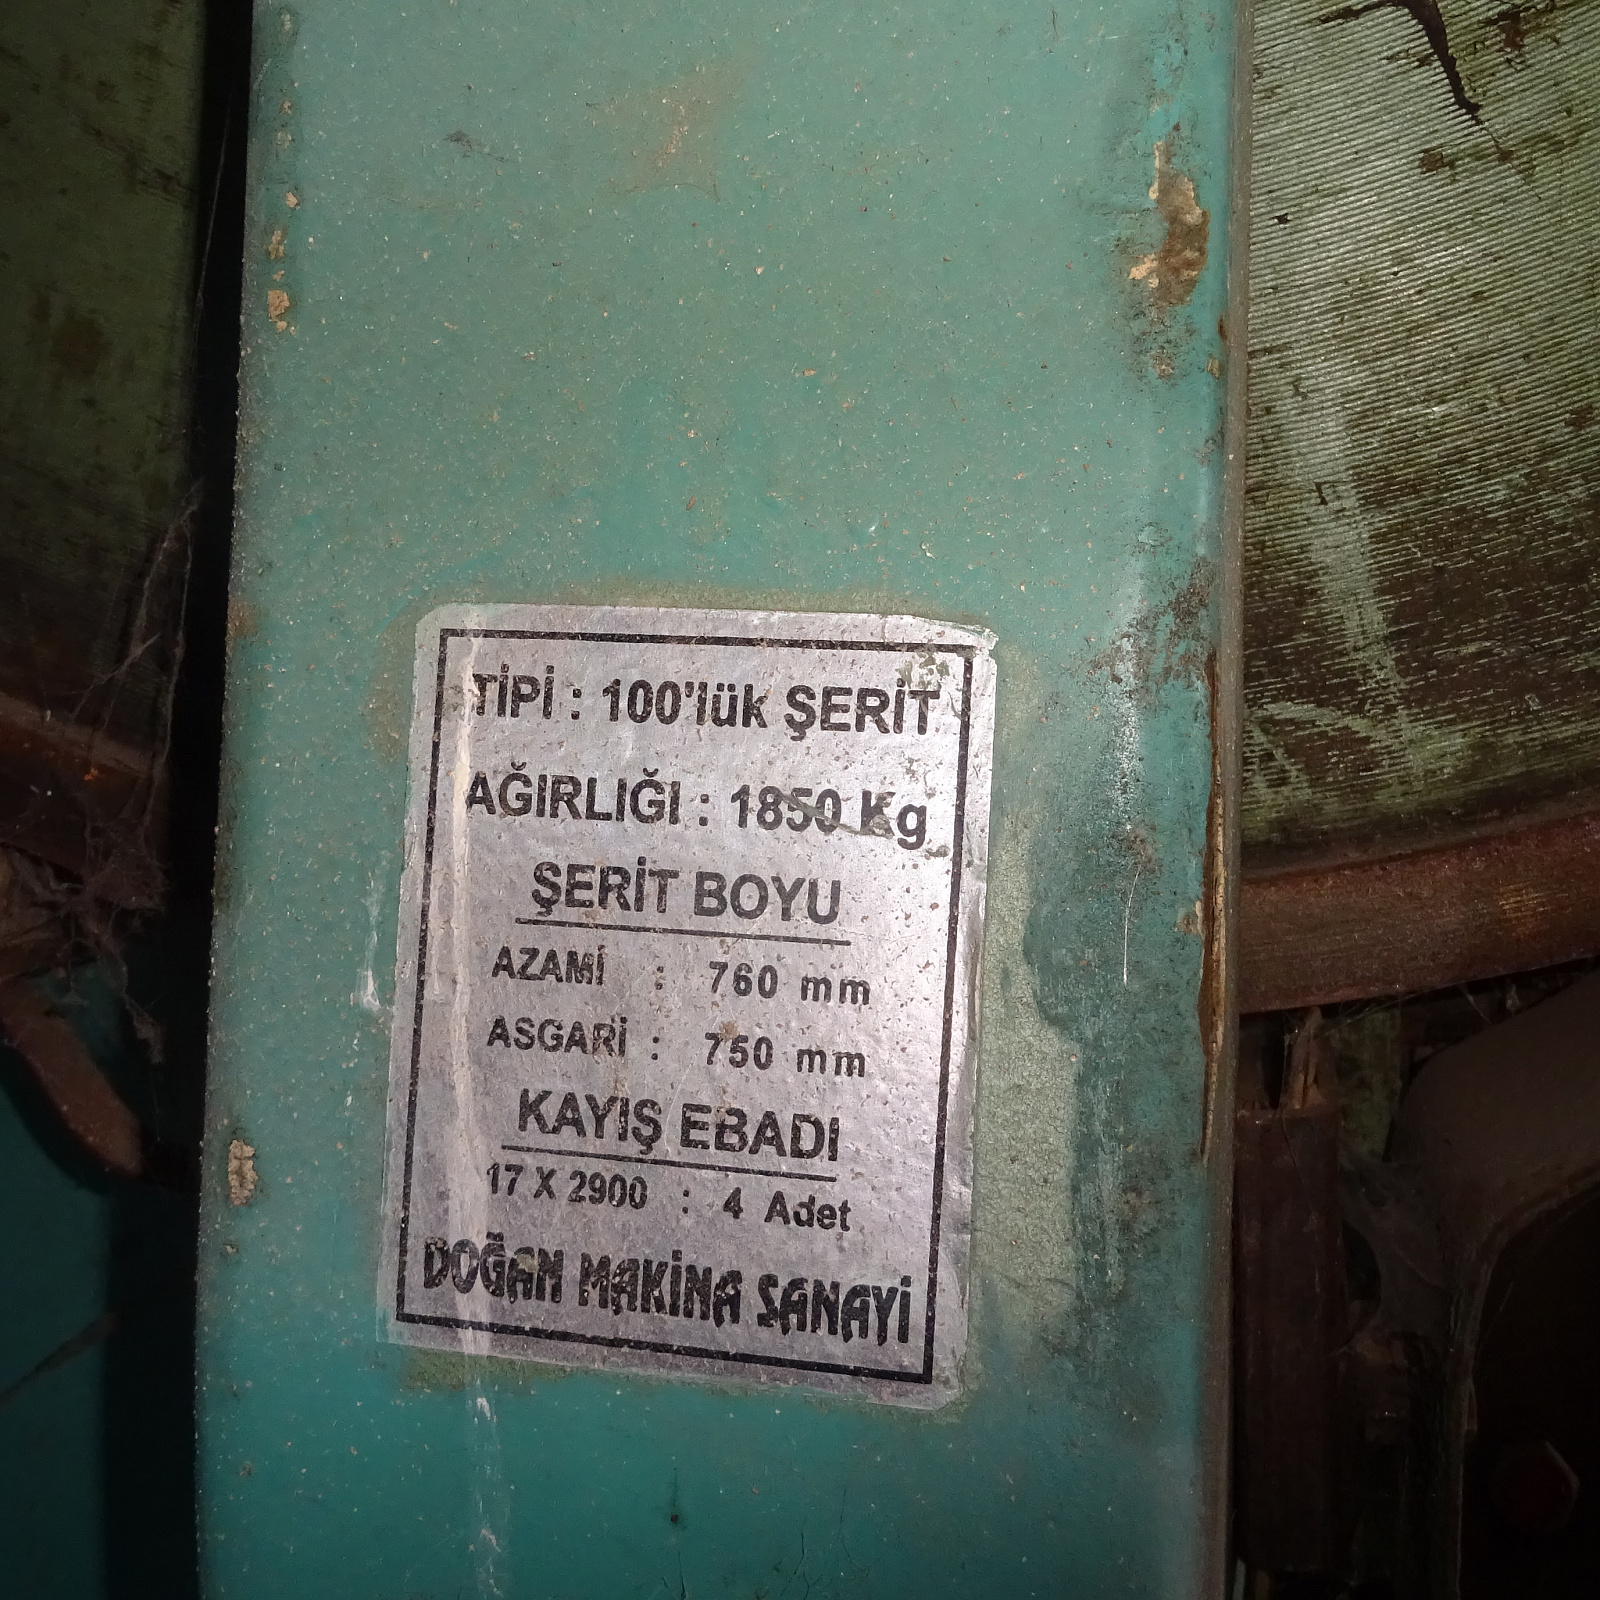 TİPİ : 100'lük ŞERİT
AĞIRLIĞI : 1850 Kg
ŞERİT BOYU
AZAMİ : 760 mm
ASGARİ : 750 mm
KAYIŞ EBADI
17 X 2900 : 4 Adet
DOĞAN MAKİNA SANAYİ